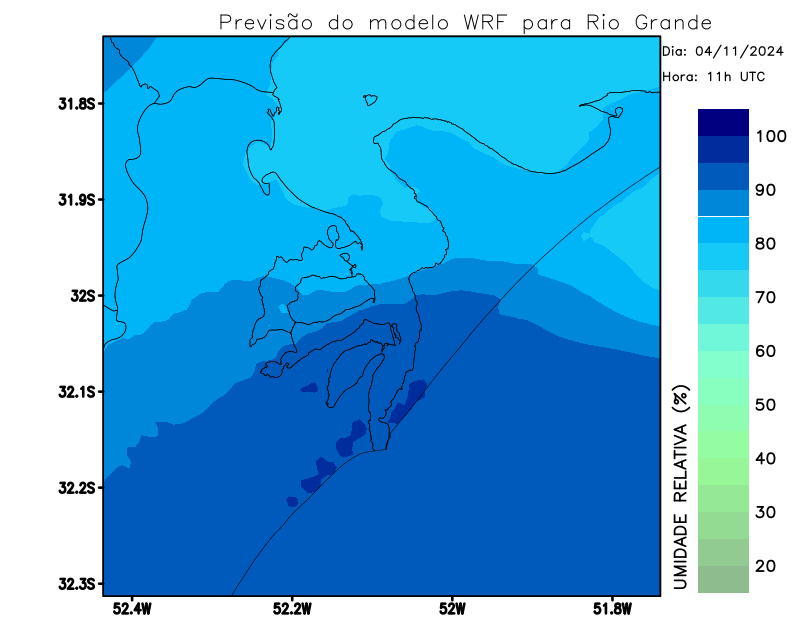 Previsão do modelo WRF para Rio Grande
Dia: 04/11/2024
Hora: 11h UTC
31.8S
31.9S
32S
32.1S
32.2S
32.3S
52.4W
52.2W
52W
51.8W
100
90
80
70
60
50
40
30
20
UMIDADE RELATIVA (%)